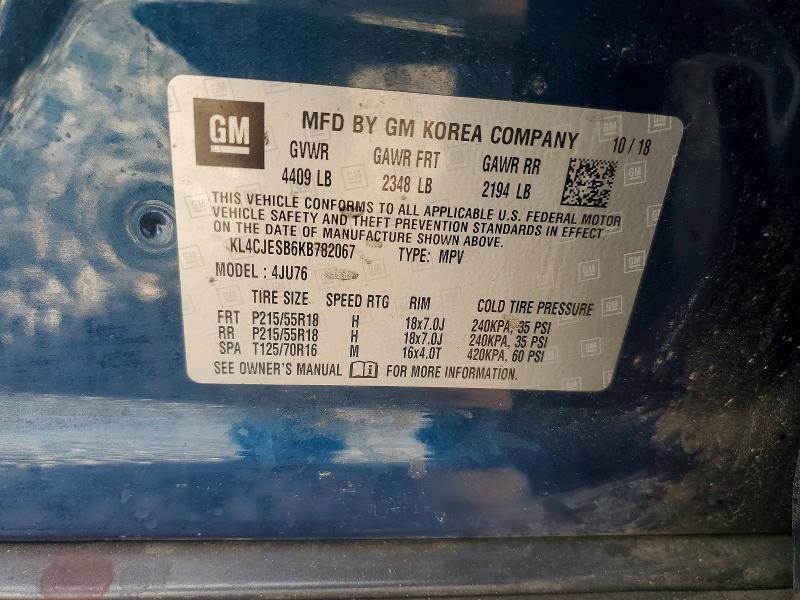 GM MFD BY GM KOREA COMPANY 10 / 18
GVWR GAWR FRT GAWR RR
4409 LB 2348 LB 2194 LB
THIS VEHICLE CONFORMS TO ALL APPLICABLE U.S. FEDERAL MOTOR
VEHICLE SAFETY AND THEFT PREVENTION STANDARDS IN EFFECT
ON THE DATE OF MANUFACTURE SHOWN ABOVE.
KL4CJESB6KB782067 TYPE: MPV
MODEL : 4JU76
TIRE SIZE SPEED RTG RIM COLD TIRE PRESSURE
FRT P215/55R18 H 18x7.0J 240KPA, 35 PSI
RR P215/55R18 H 18x7.0J 240KPA, 35 PSI
SPA T125/70R16 M 16x4.0T 420KPA, 60 PSI
SEE OWNER'S MANUAL FOR MORE INFORMATION.